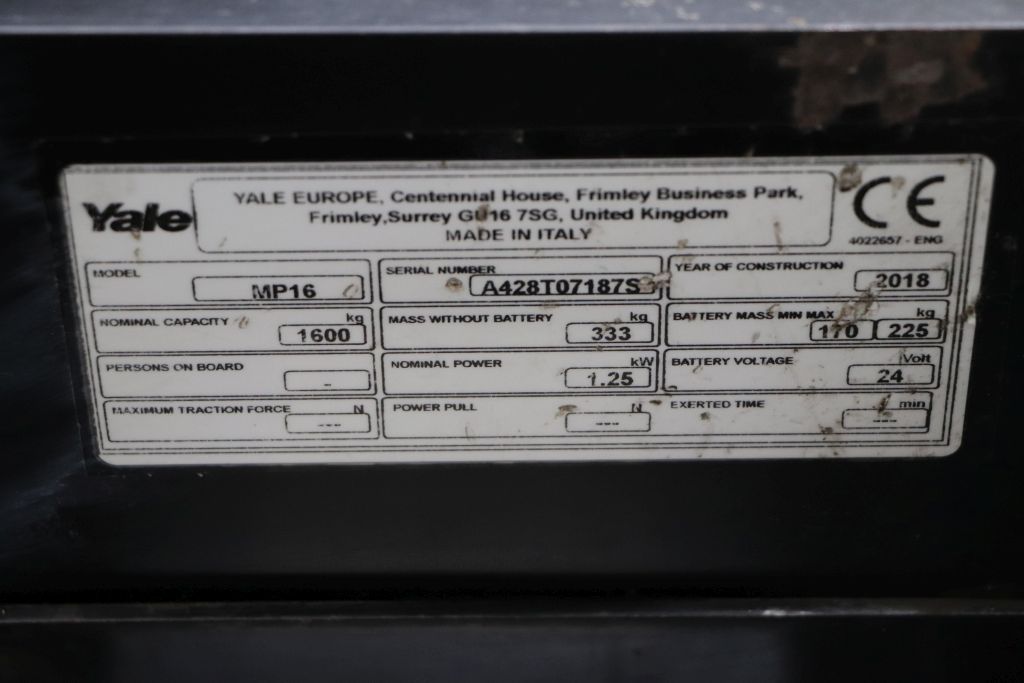 Yale
YALE EUROPE, Centennial House, Frimley Business Park,
Frimley,Surrey GU16 7SG, United Kingdom
MADE IN ITALY
CE
4022657 - ENG
MODEL
MP16
SERIAL NUMBER
A428T07187S
YEAR OF CONSTRUCTION
2018
NOMINAL CAPACITY kg
1600
MASS WITHOUT BATTERY kg
333
BATTERY MASS MIN MAX kg
170 225
PERSONS ON BOARD
-
NOMINAL POWER kW
1.25
BATTERY VOLTAGE Volt
24
MAXIMUM TRACTION FORCE N
---
POWER PULL N
---
EXERTED TIME min
---